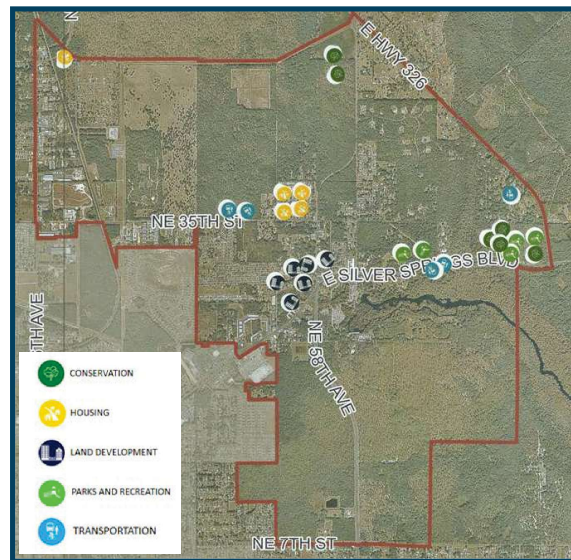 N
E HWY 326
NE 35TH ST
E SILVER SPRINGS BLVD
NE 58TH AVE
5TH AVE
CONSERVATION
HOUSING
LAND DEVELOPMENT
PARKS AND RECREATION
TRANSPORTATION
NE 7TH ST